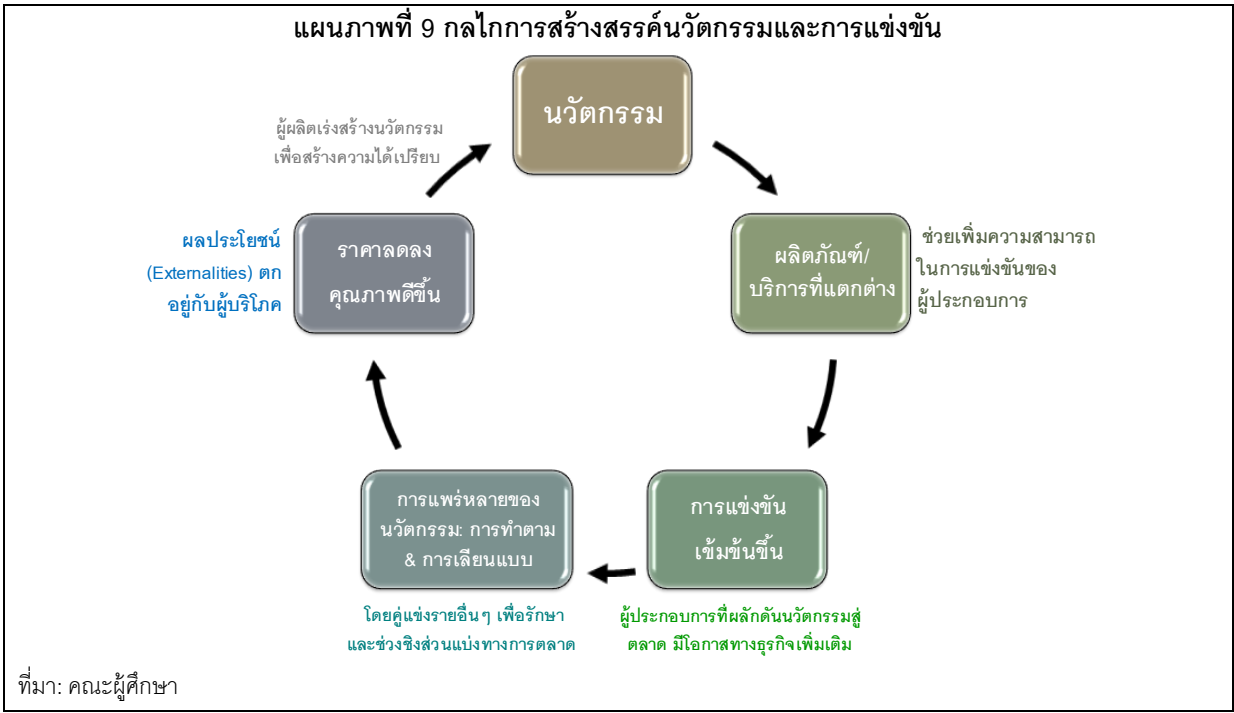 แผนภาพที่ 9 กลไกการสร้างสรรค์นวัตกรรมและการแข่งขัน
นวัตกรรม
ผู้ผลิตเร่งสร้างนวัตกรรม
เพื่อสร้างความได้เปรียบ
ผลิตภัณฑ์/
บริการที่แตกต่าง
ช่วยเพิ่มความสามารถ
ในการแข่งขันของ
ผู้ประกอบการ
การแข่งขัน
เข้มข้นขึ้น
ผู้ประกอบการที่ผลักดันนวัตกรรมสู่
ตลาด มีโอกาสทางธุรกิจเพิ่มเติม
การแพร่หลายของ
นวัตกรรม: การทำตาม
& การเลียนแบบ
โดยคู่แข่งรายอื่นๆ เพื่อรักษา
และช่วงชิงส่วนแบ่งทางการตลาด
ราคาลดลง
คุณภาพดีขึ้น
ผลประโยชน์
(Externalities) ตก
อยู่กับผู้บริโภค
ที่มา: คณะผู้ศึกษา